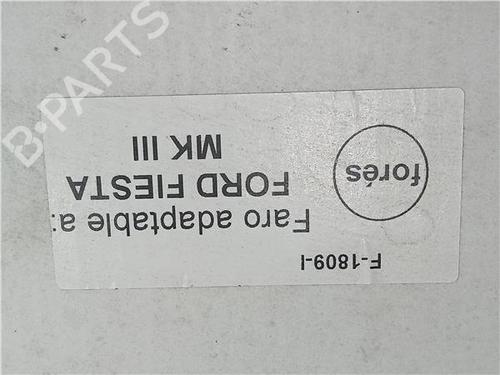 F-1809-I
Faro adaptable a:
FORD FIESTA
MK III
forés
B-PARTS